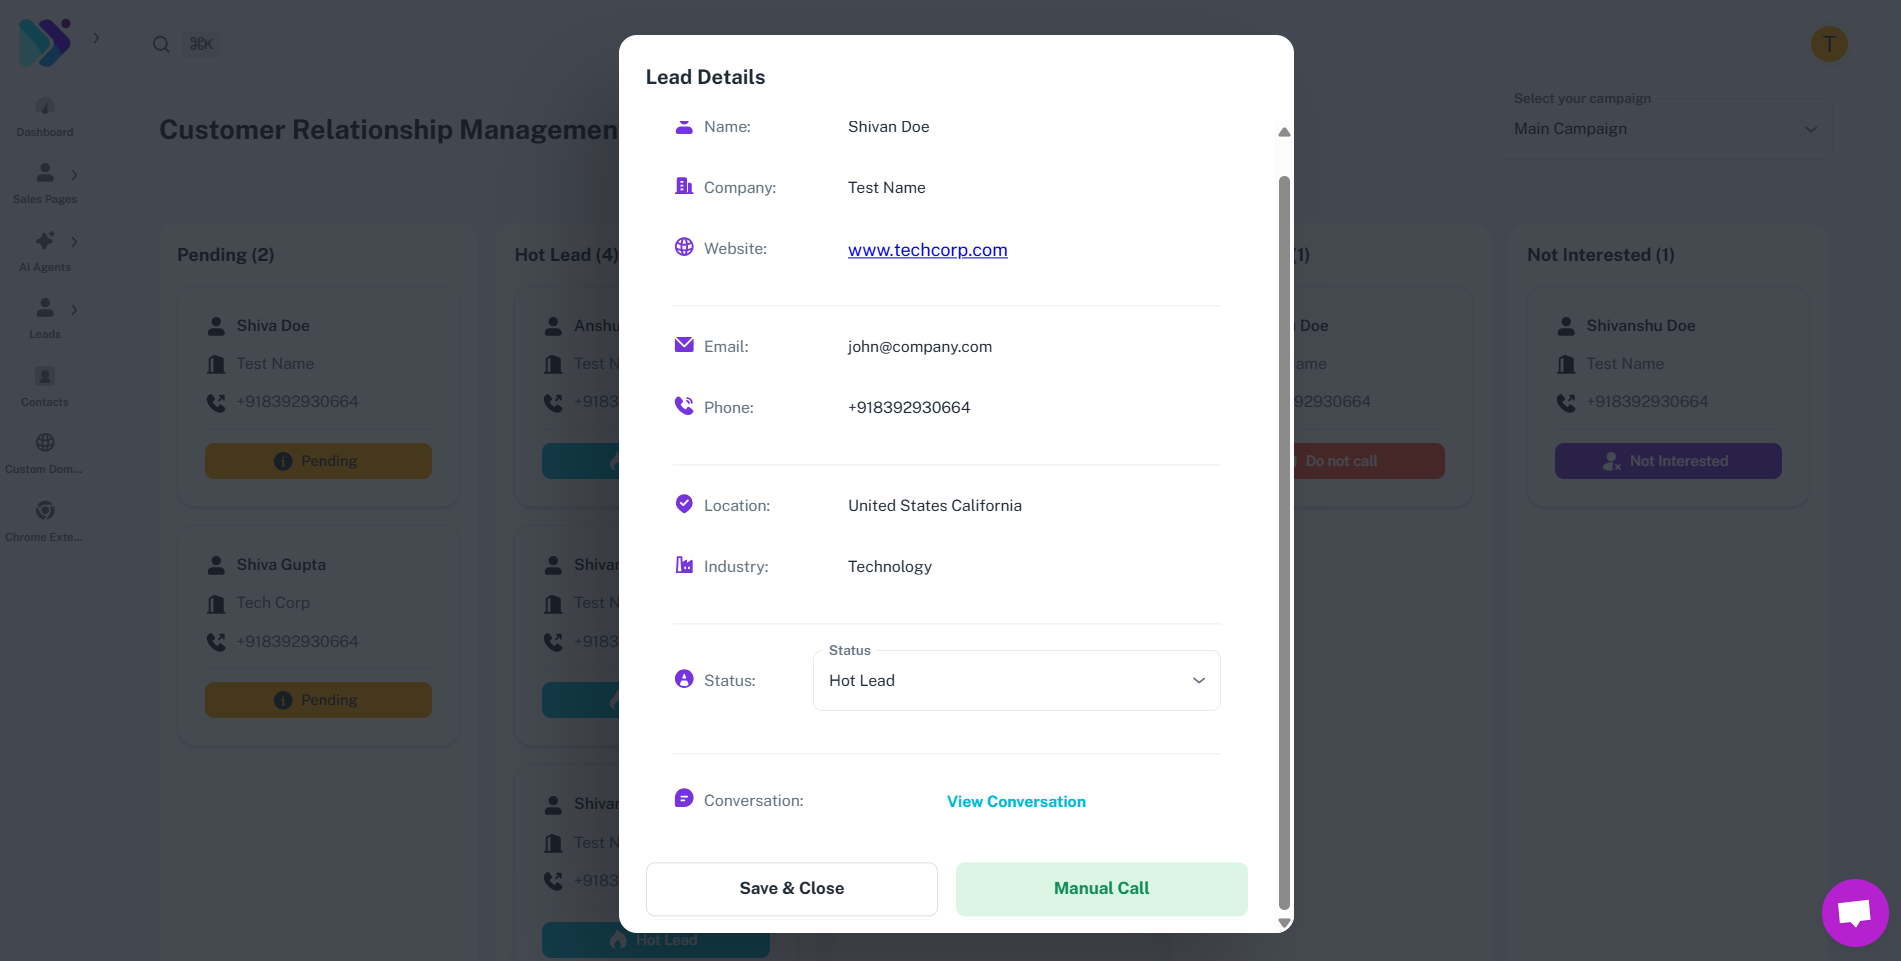 ⌘K
T
Dashboard
Sales Pages
AI Agents
Leads
Contacts
Custom Dom...
Chrome Exte...
Customer Relationship Managemen
Select your campaign
Main Campaign
Pending (2)
Shiva Doe
Test Name
+918392930664
Pending
Shiva Gupta
Tech Corp
+918392930664
Pending
Hot Lead (4)
Anshu
Test N
+9183
Shivan
Test N
+9183
Shivan
Test N
+9183
Hot Lead
Lead Details
Name: Shivan Doe
Company: Test Name
Website: www.techcorp.com
Email: john@company.com
Phone: +918392930664
Location: United States California
Industry: Technology
Status
Status: Hot Lead
Conversation: View Conversation
Save & Close
Manual Call
(1)
Doe
ame
92930664
Do not call
Not Interested (1)
Shivanshu Doe
Test Name
+918392930664
Not Interested